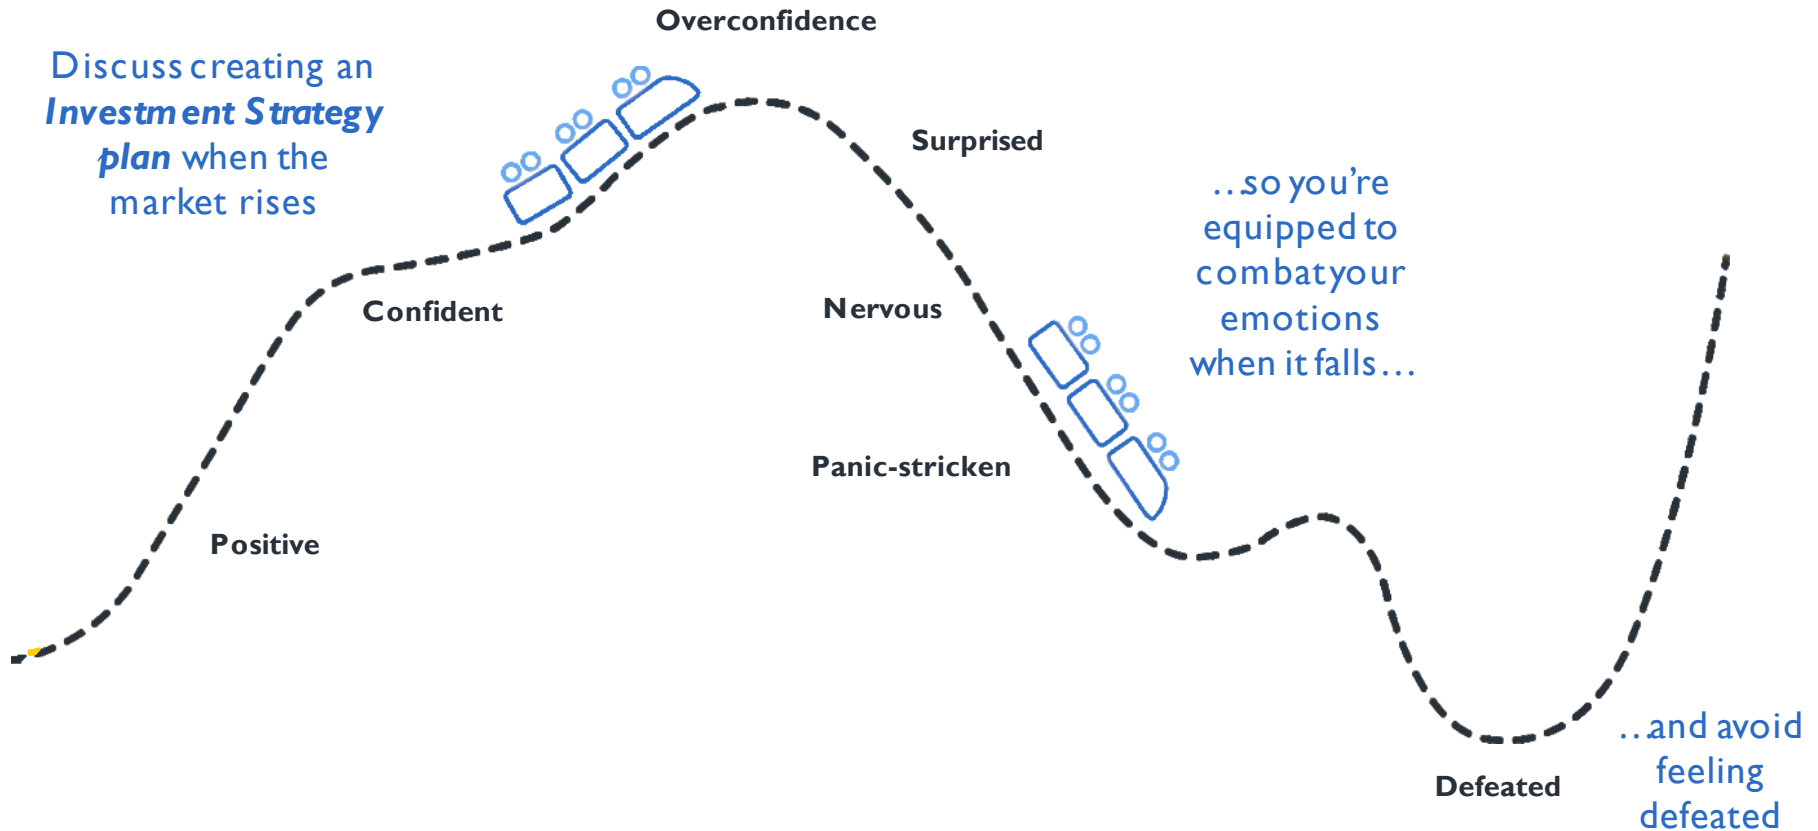 Overconfidence
Discuss creating an
Investment Strategy
plan when the
market rises
Surprised
...so you're
equipped to
combat your
emotions
when it falls...
Confident
Nervous
Panic-stricken
Positive
...and avoid
feeling
defeated
Defeated